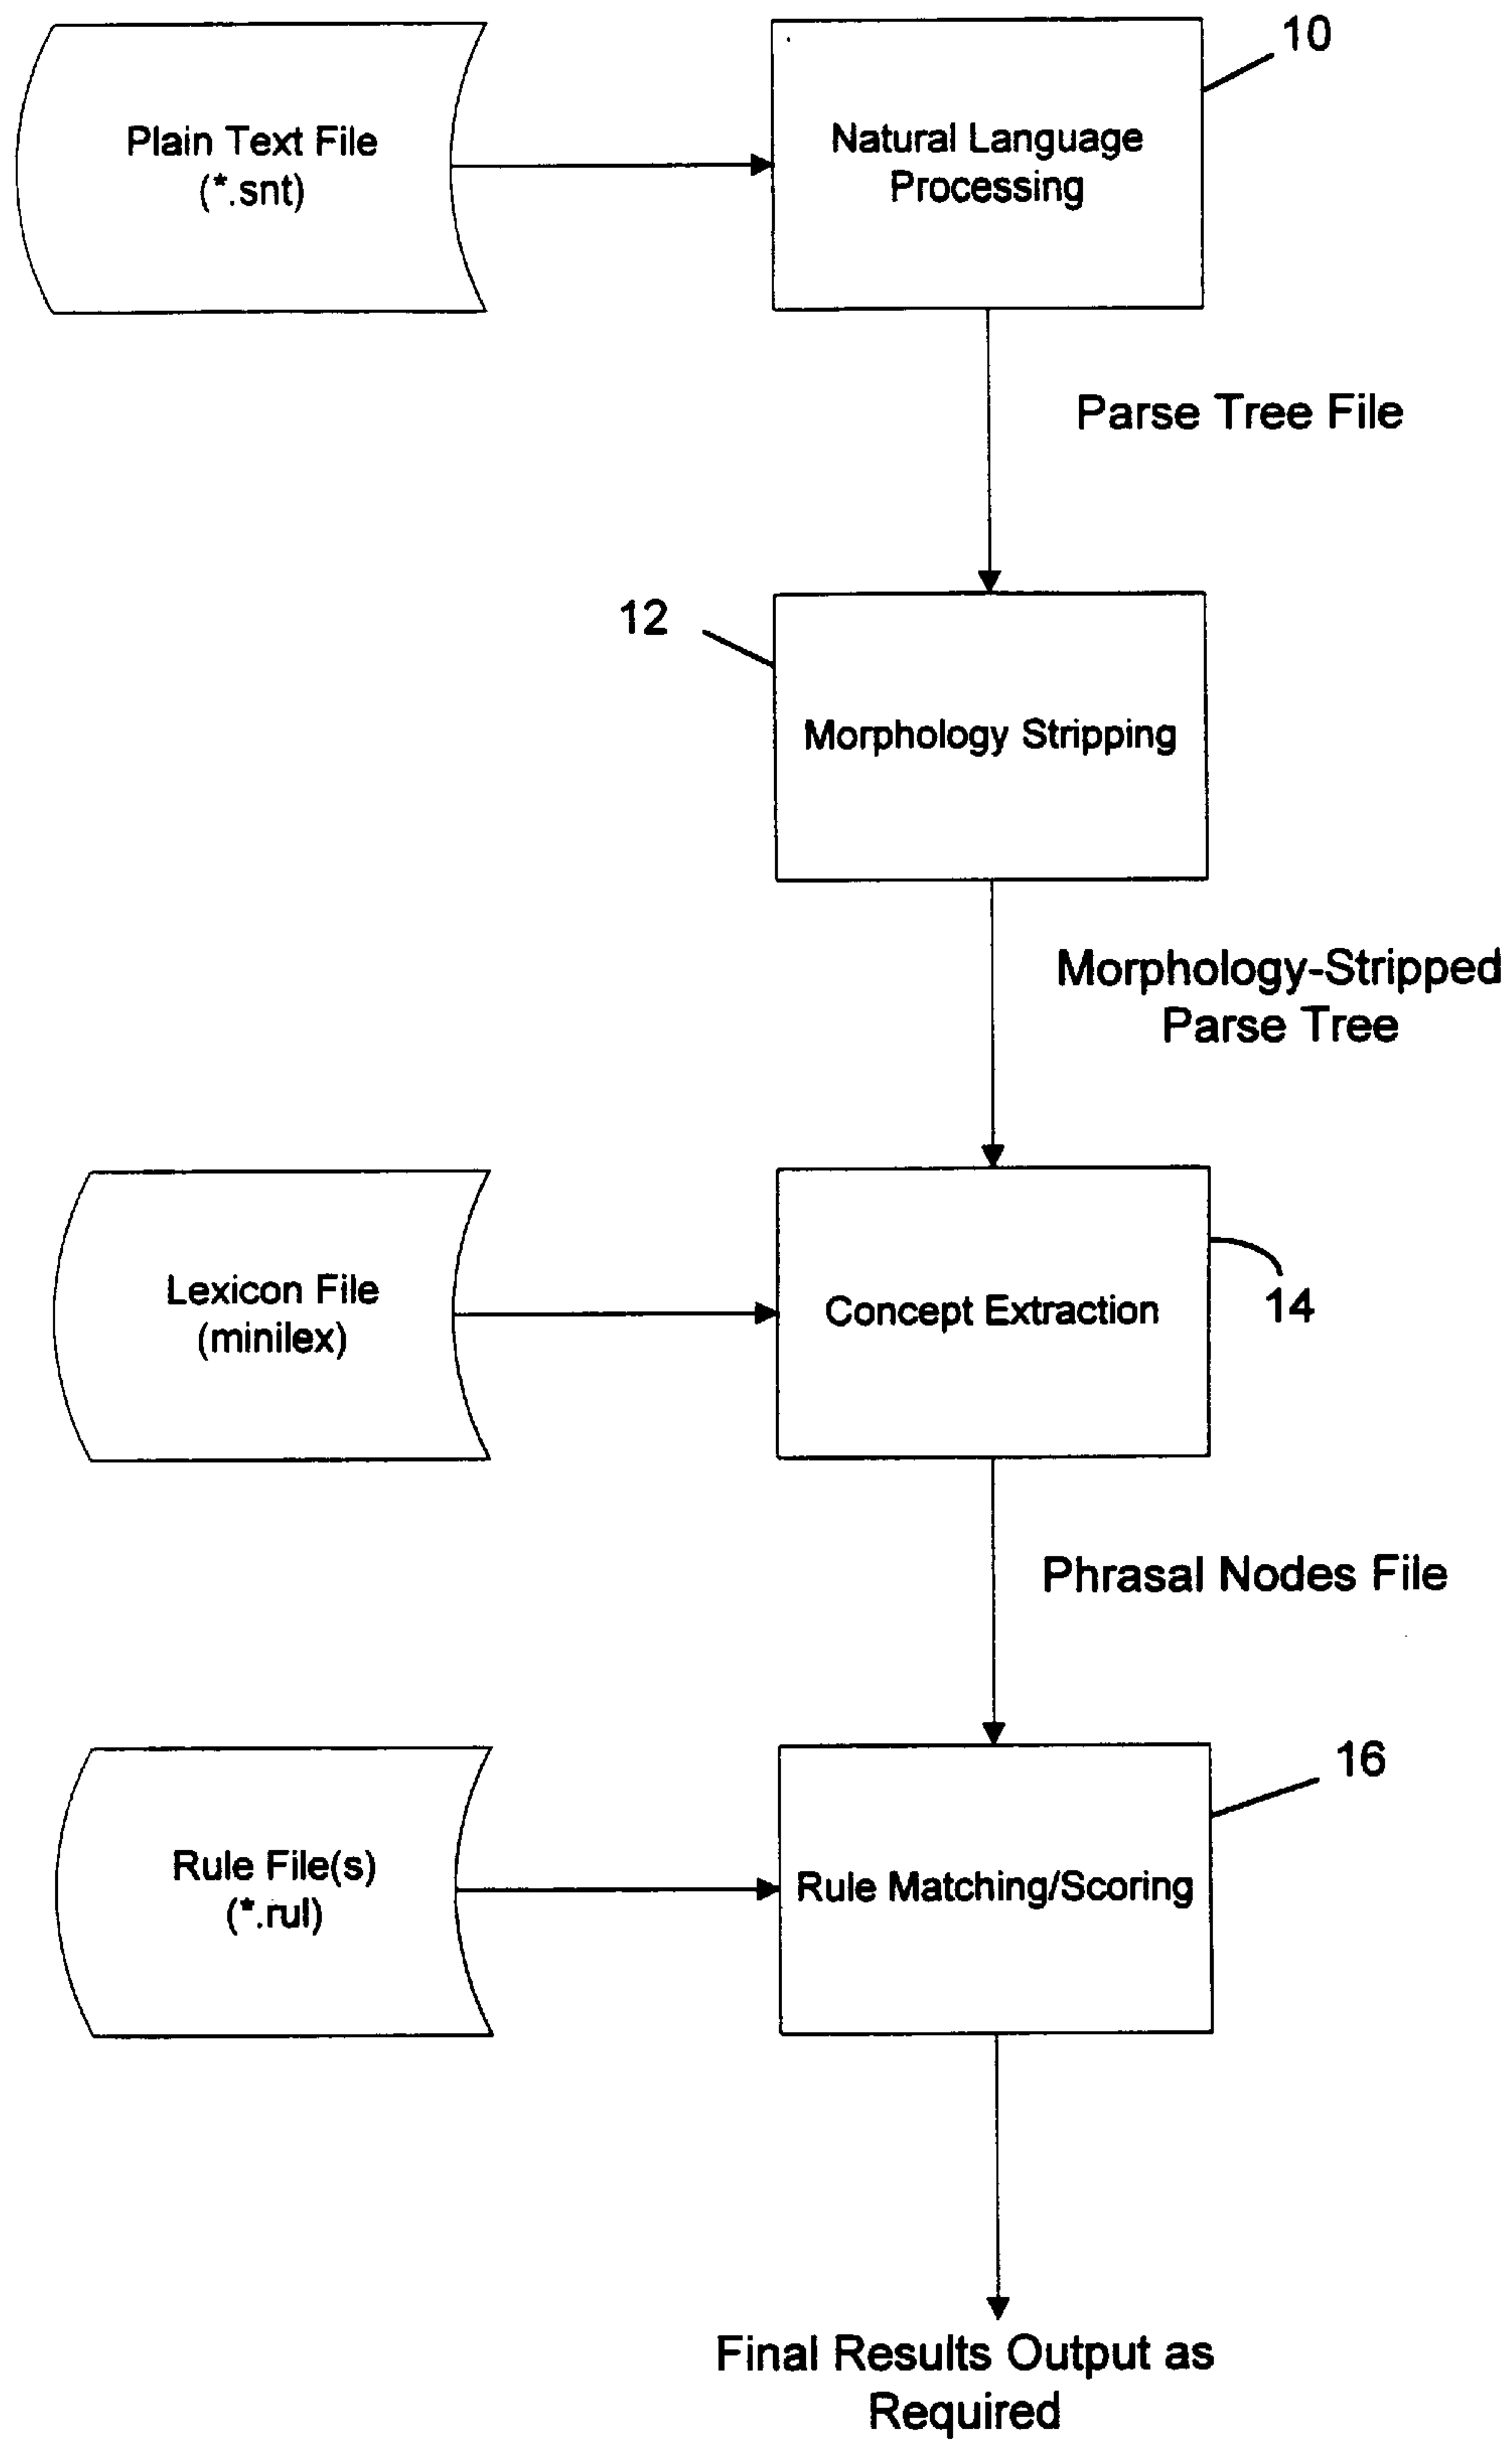 10
Plain Text File
(*.snt)
Natural Language
Processing
Parse Tree File
12
Morphology Stripping
Morphology-Stripped
Parse Tree
Lexicon File
(minilex)
Concept Extraction
14
Phrasal Nodes File
16
Rule File(s)
(*.rul)
Rule Matching/Scoring
Final Results Output as
Required